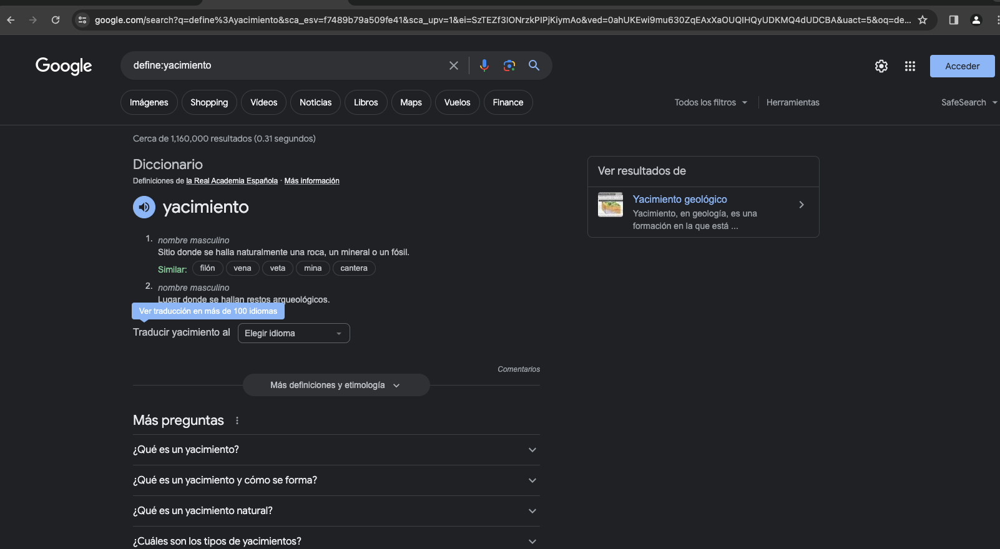 google.com/search?q=define%3Ayacimiento&sca_esv=f7489b79a509fe41&sca_upv=1&ei=SzTEZf3IONrzkPIPjKiymAo&ved=0ahUKEwi9mu630ZqEAxXaOUQIHQyUDKMQ4dUDCBA&uact=5&oq=de...
Google
define:yacimiento
Acceder
Imágenes
Shopping
Vídeos
Noticias
Libros
Maps
Vuelos
Finance
Todos los filtros
Herramientas
SafeSearch
Cerca de 1,160,000 resultados (0.31 segundos)
Diccionario
Definiciones de la Real Academia Española · Más información
yacimiento
1. nombre masculino
Sitio donde se halla naturalmente una roca, un mineral o un fósil.
Similar: filón vena veta mina cantera
2. nombre masculino
Lugar donde se hallan restos arqueológicos.
Ver traducción en más de 100 idiomas
Traducir yacimiento al Elegir idioma
Comentarios
Más definiciones y etimología
Más preguntas
¿Qué es un yacimiento?
¿Qué es un yacimiento y cómo se forma?
¿Qué es un yacimiento natural?
¿Cuáles son los tipos de yacimientos?
Ver resultados de
Yacimiento geológico
Yacimiento, en geología, es una
formación en la que está ...